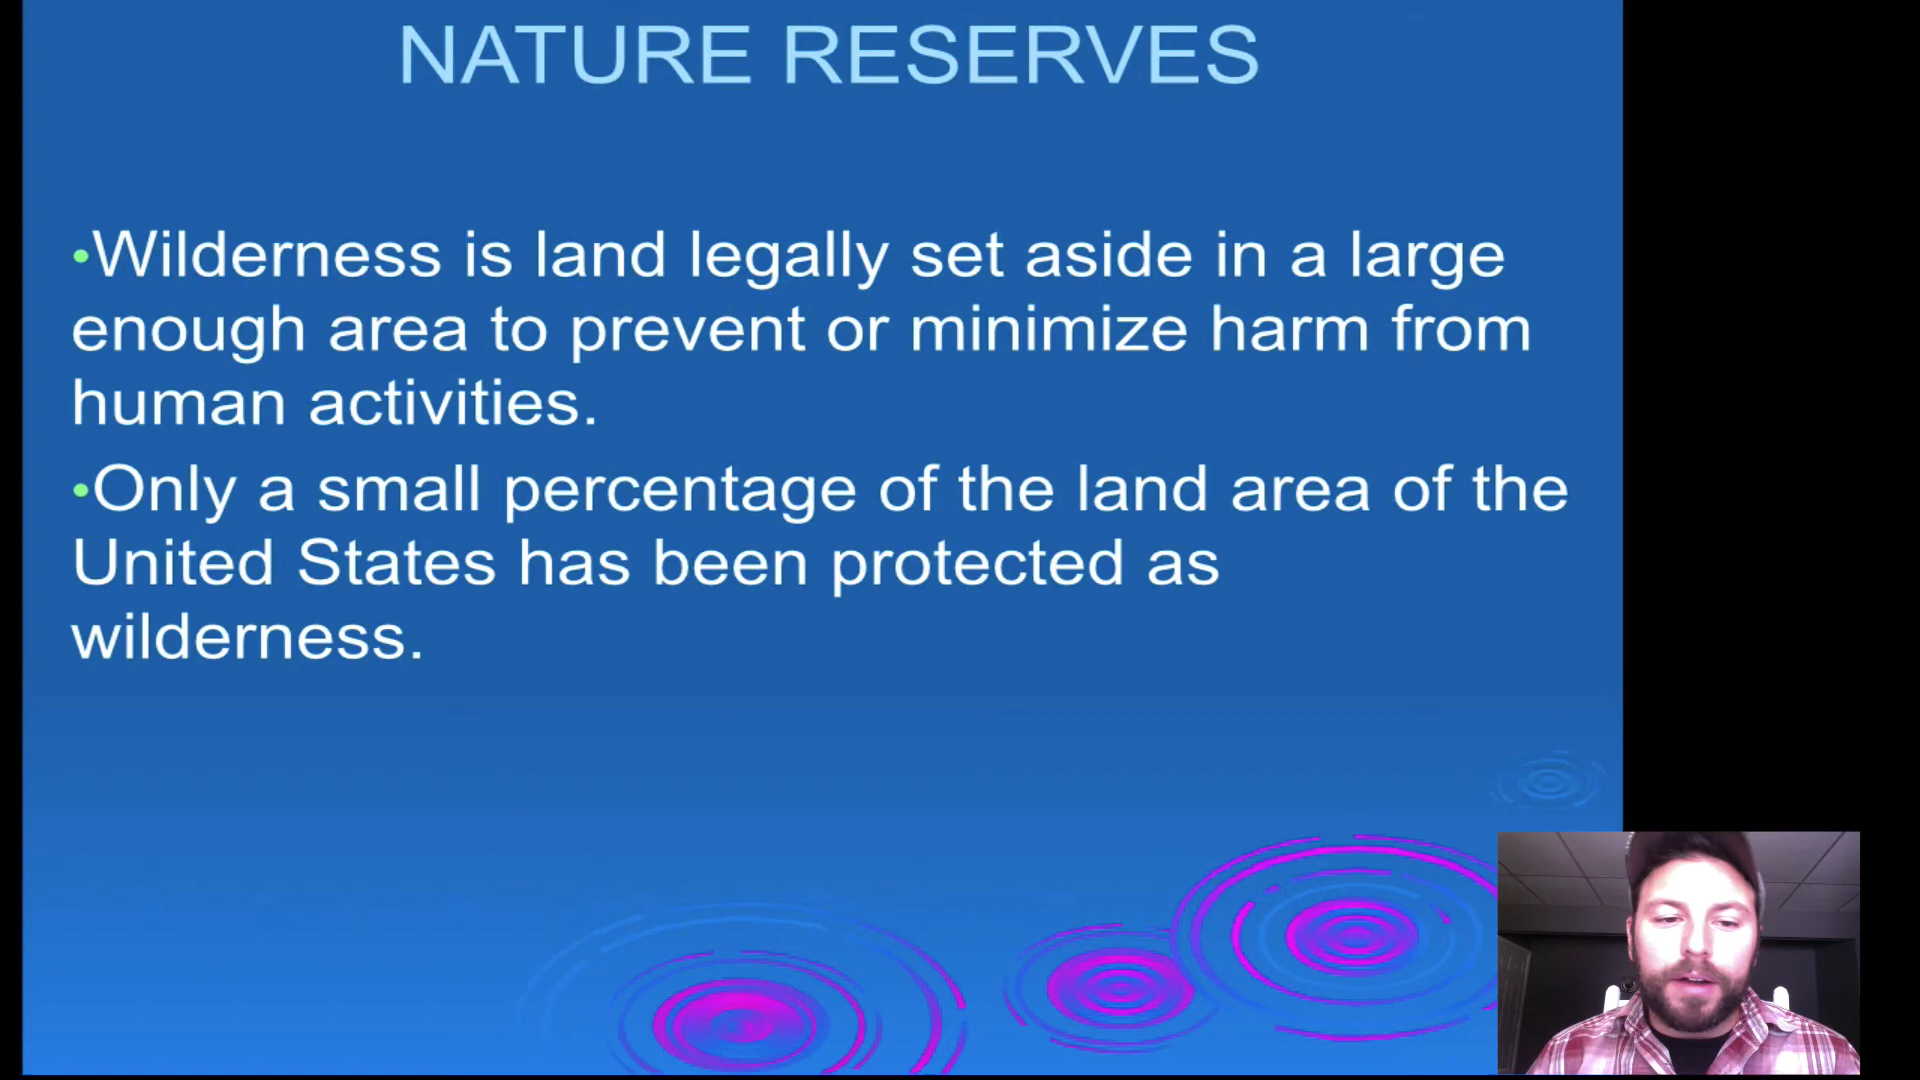 NATURE RESERVES
•Wilderness is land legally set aside in a large
enough area to prevent or minimize harm from
human activities.
•Only a small percentage of the land area of the
United States has been protected as
wilderness.